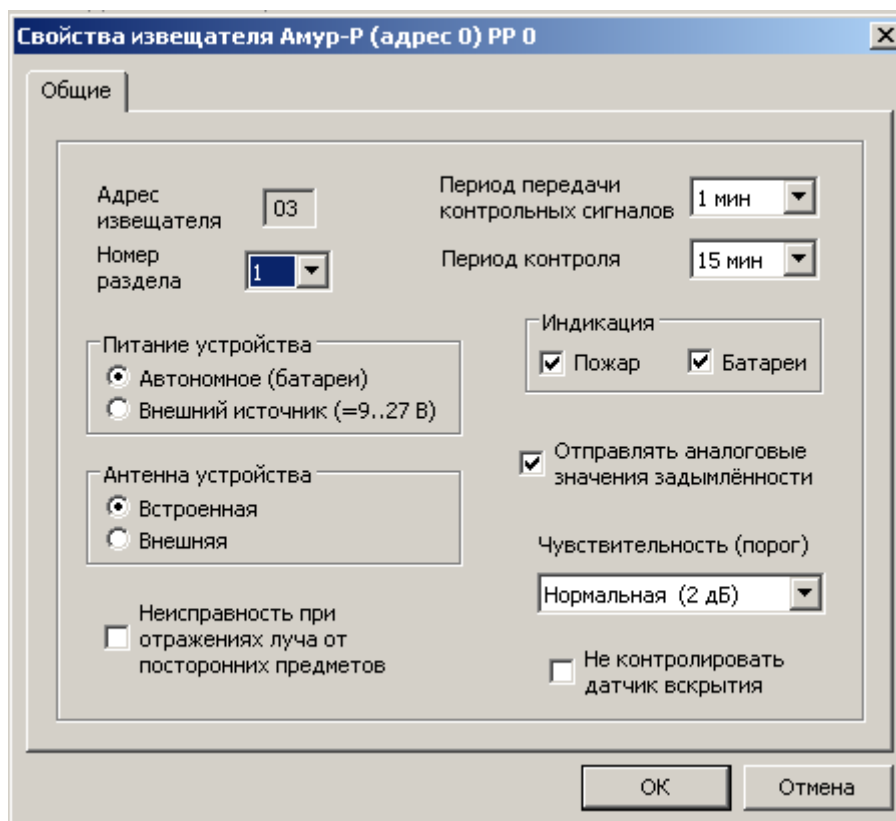 Свойства извещателя Амур-Р (адрес 0) РР 0
Общие
Адрес
извещателя
03
Период передачи
контрольных сигналов
1 мин
Номер
раздела
1
Период контроля
15 мин
Питание устройства
Автономное (батареи)
Внешний источник (=9..27 В)
Индикация
Пожар
Батареи
Антенна устройства
Встроенная
Внешняя
Отправлять аналоговые
значения задымлённости
Чувствительность (порог)
Нормальная (2 дБ)
Неисправность при
отражениях луча от
посторонних предметов
Не контролировать
датчик вскрытия
ОК
Отмена